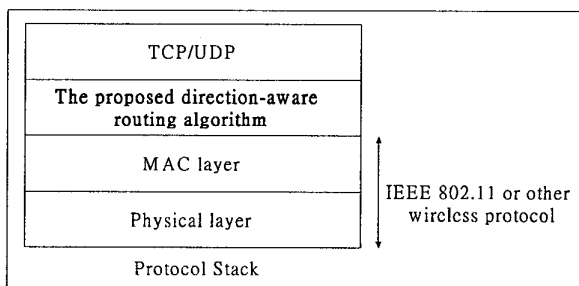 TCP/UDP
The proposed direction-aware
routing algorithm
MAC layer
Physical layer
IEEE 802.11 or other
wireless protocol
Protocol Stack